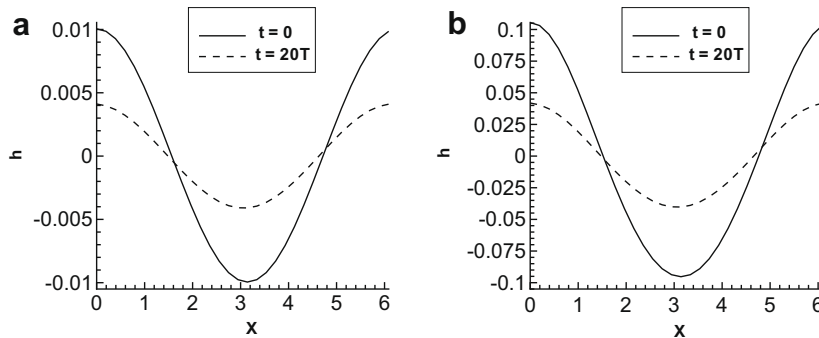 a
t = 0
t = 20T
0.01
0.005
0
-0.005
-0.01
h
0 1 2 3 4 5 6
X
b
t = 0
t = 20T
0.1
0.075
0.05
0.025
0
-0.025
-0.05
-0.075
-0.1
h
0 1 2 3 4 5 6
X